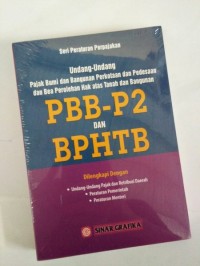 Seri Peraturan Perpajakan
Undang-Undang
Pajak Bumi dan Bangunan Perkotaan dan Pedesaan
dan Bea Perolehan Hak atas Tanah dan Bangunan
PBB-P2
DAN
BPHTB
Dilengkapi Dengan:
• Undang-Undang Pajak dan Retribusi Daerah
• Peraturan Pemerintah
• Peraturan Menteri
SINAR GRAFIKA